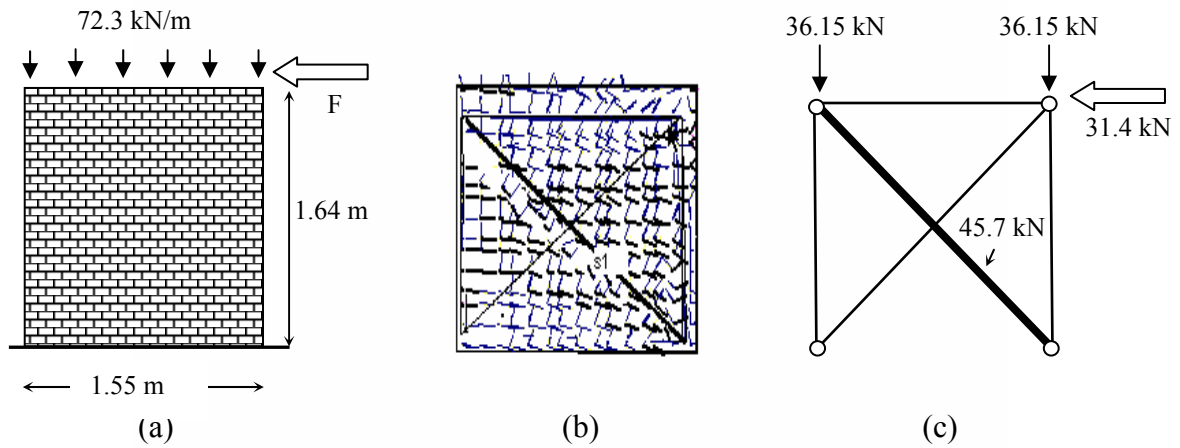 72.3 kN/m
F
1.64 m
1.55 m
(a)
s1
(b)
36.15 kN
36.15 kN
31.4 kN
45.7 kN
(c)